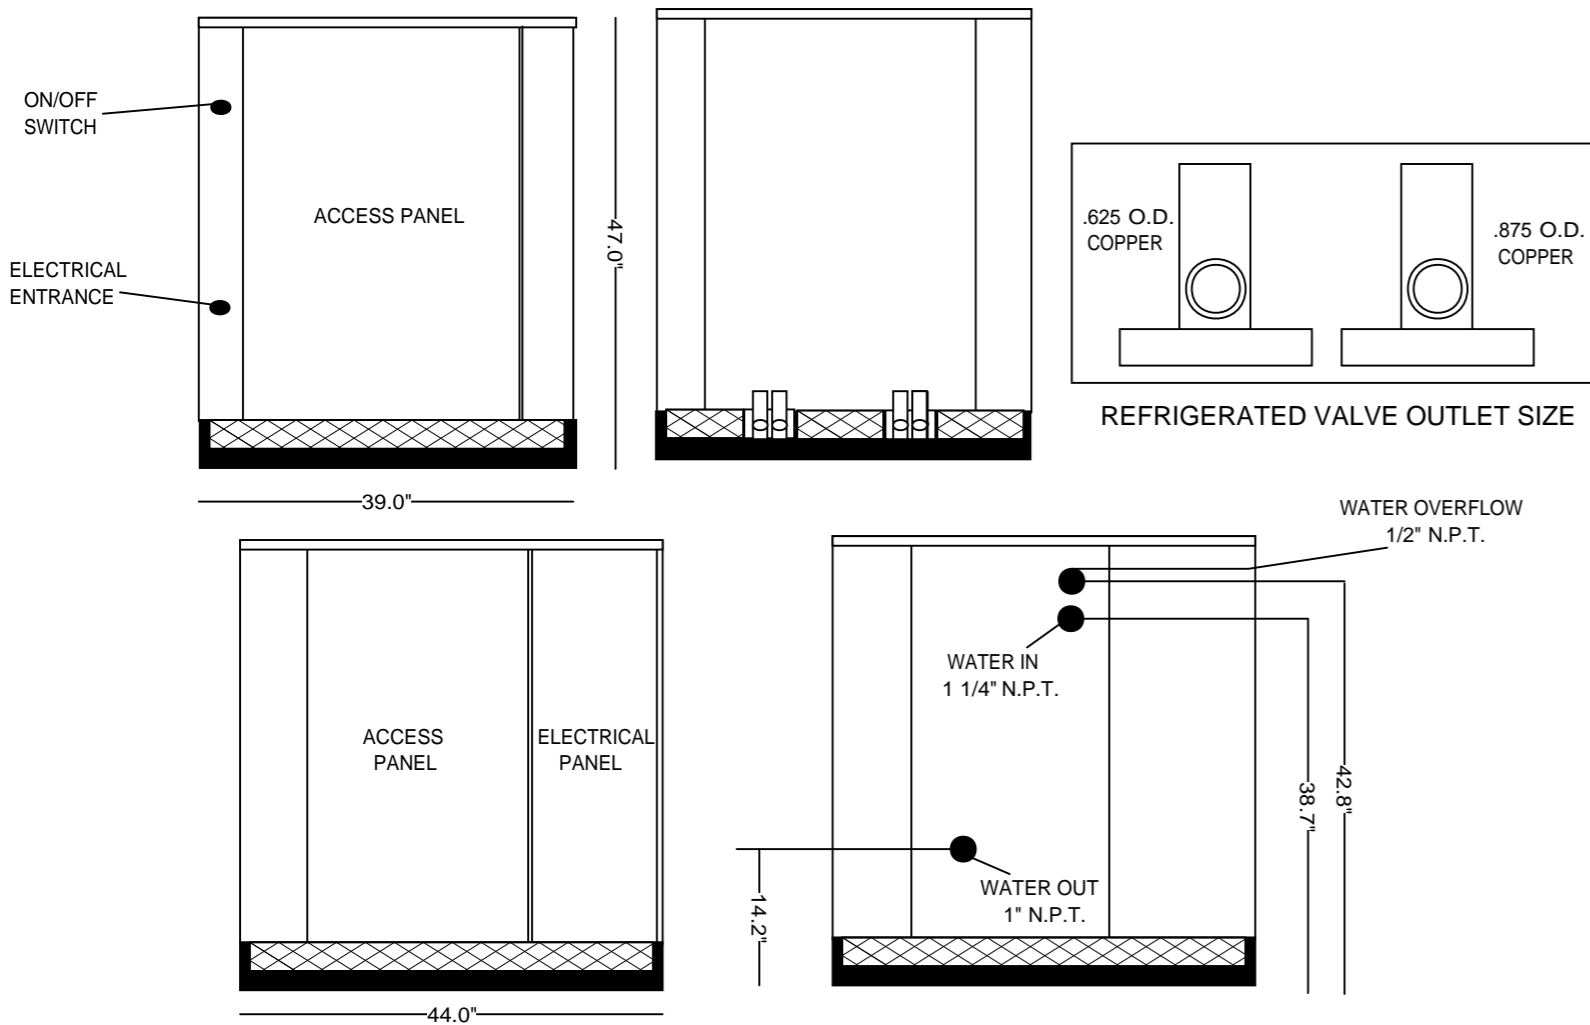 ON/OFF
SWITCH
ACCESS PANEL
ELECTRICAL
ENTRANCE
47.0"
39.0"
.625 O.D.
COPPER
.875 O.D.
COPPER
REFRIGERATED VALVE OUTLET SIZE
ACCESS
PANEL
ELECTRICAL
PANEL
44.0"
WATER OVERFLOW
1/2" N.P.T.
WATER IN
1 1/4" N.P.T.
42.8"
38.7"
WATER OUT
1" N.P.T.
14.2"